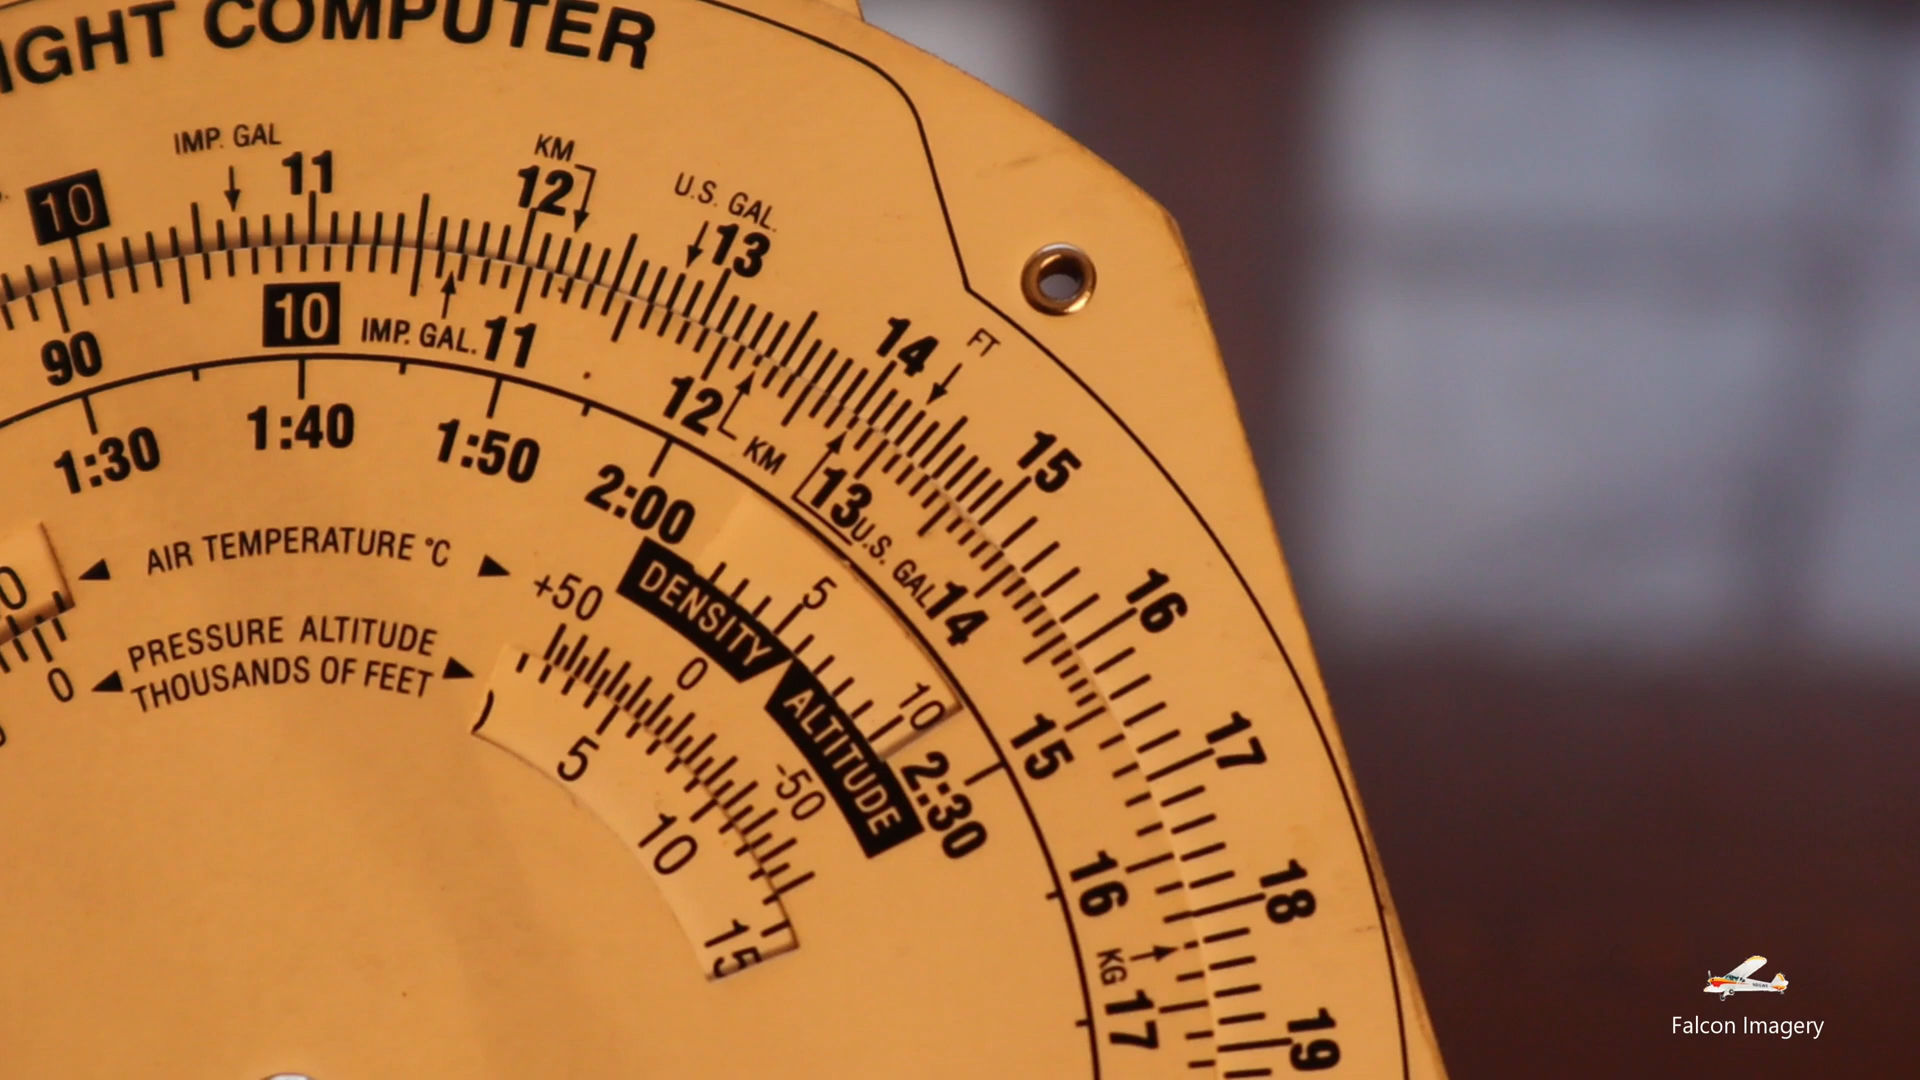 IGHT COMPUTER
IMP. GAL
KM
U.S. GAL.
10 11 12 13 14 15 16 17 18 19
FT
90 10 11 12 13 14 15 16 17
IMP. GAL.
KM
U.S. GAL
KG
1:30 1:40 1:50 2:00 2:30
AIR TEMPERATURE °C
+50 0 -50
PRESSURE ALTITUDE
THOUSANDS OF FEET
0
5 10 15
DENSITY ALTITUDE
5 10
Falcon Imagery